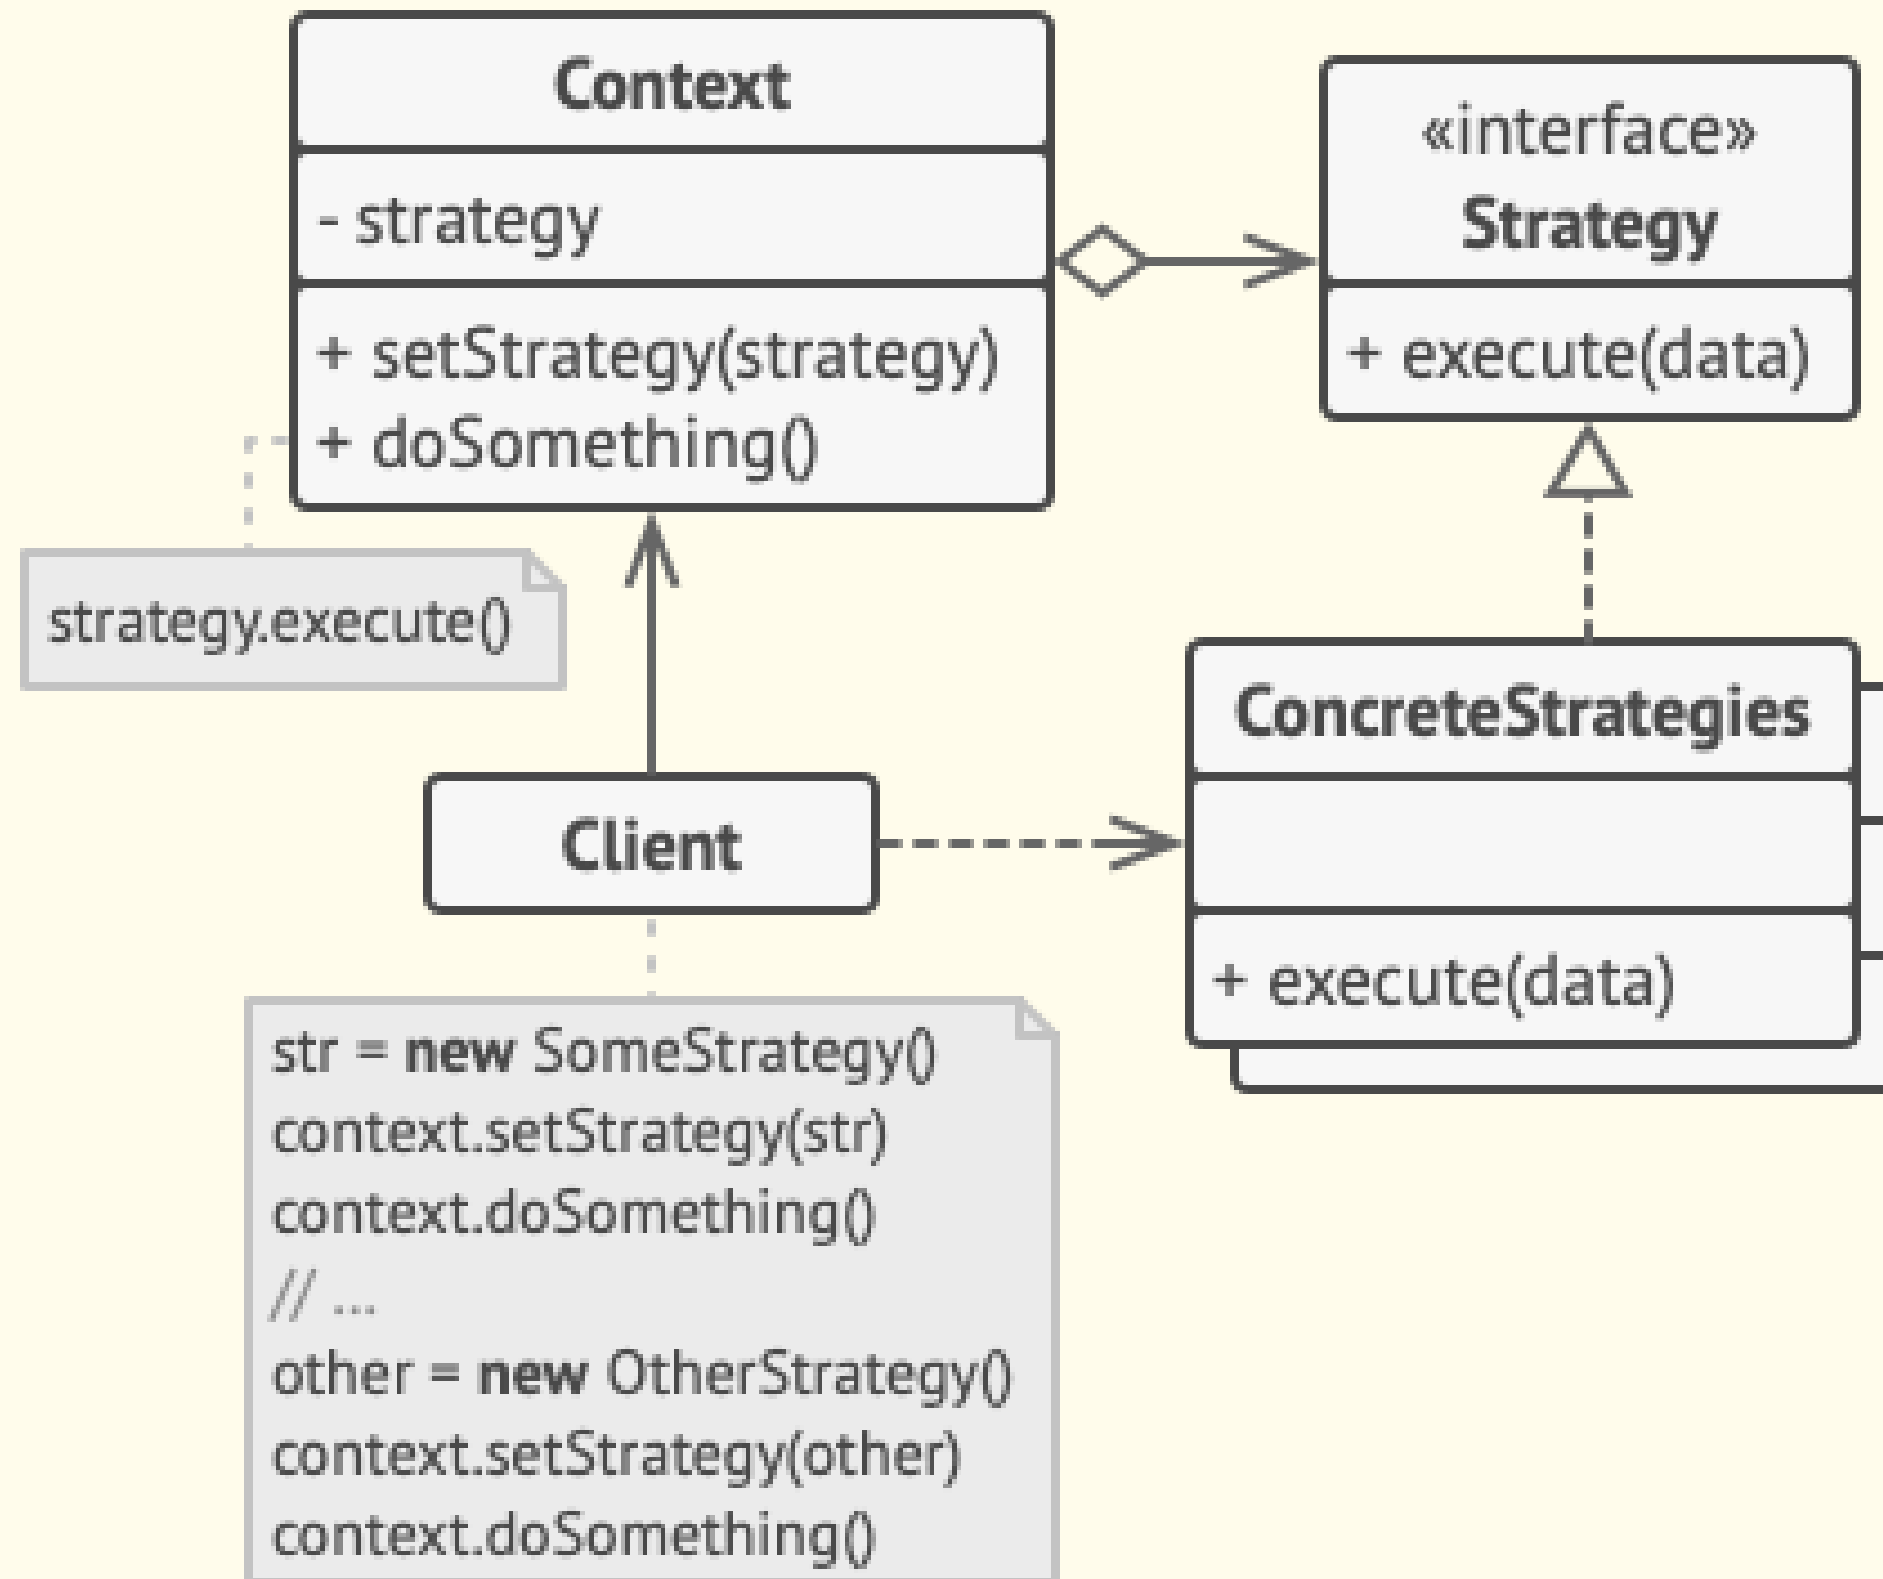 Context
- strategy
+ setStrategy(strategy)
+ doSomething()
«interface»
Strategy
+ execute(data)
strategy.execute()
Client
ConcreteStrategies
+ execute(data)
str = new SomeStrategy()
context.setStrategy(str)
context.doSomething()
// ...
other = new OtherStrategy()
context.setStrategy(other)
context.doSomething()